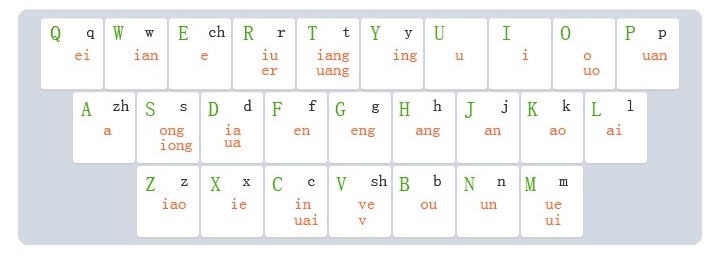 Q q W w E ch R r T t Y y U I O P p
ei ian e iu iang ing u i o uan
er uang uo
A zh S s D d F f G g H h J j K k L l
a ong ia en eng ang an ao ai
iong ua
Z z X x C c V sh B b N n M m
iao ie in ve ou un ue
uai v ui